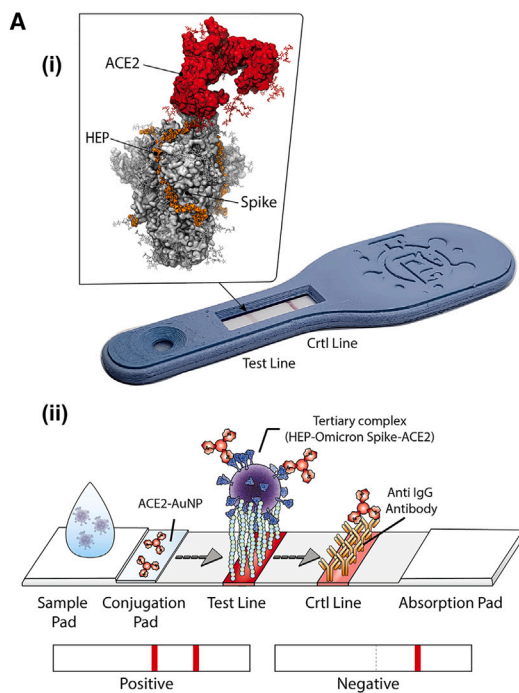 A
(i)
ACE2
HEP
Spike
Crtl Line
Test Line
(ii)
Tertiary complex
(HEP-Omicron Spike-ACE2)
ACE2-AuNP
Anti IgG
Antibody
Sample
Pad
Conjugation
Pad
Test Line
Crtl Line
Absorption Pad
Positive
Negative